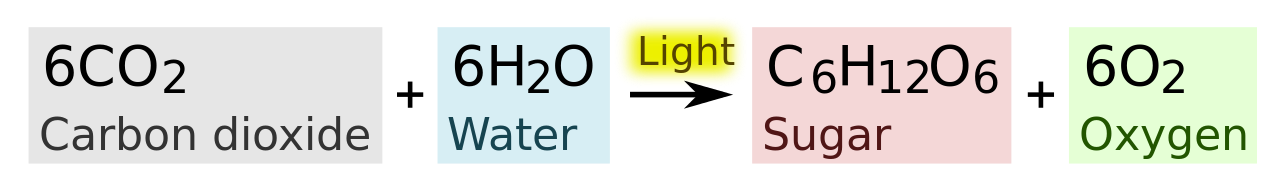 6CO₂ + 6H₂O Light → C₆H₁₂O₆ + 6O₂
Carbon dioxide Water Sugar Oxygen